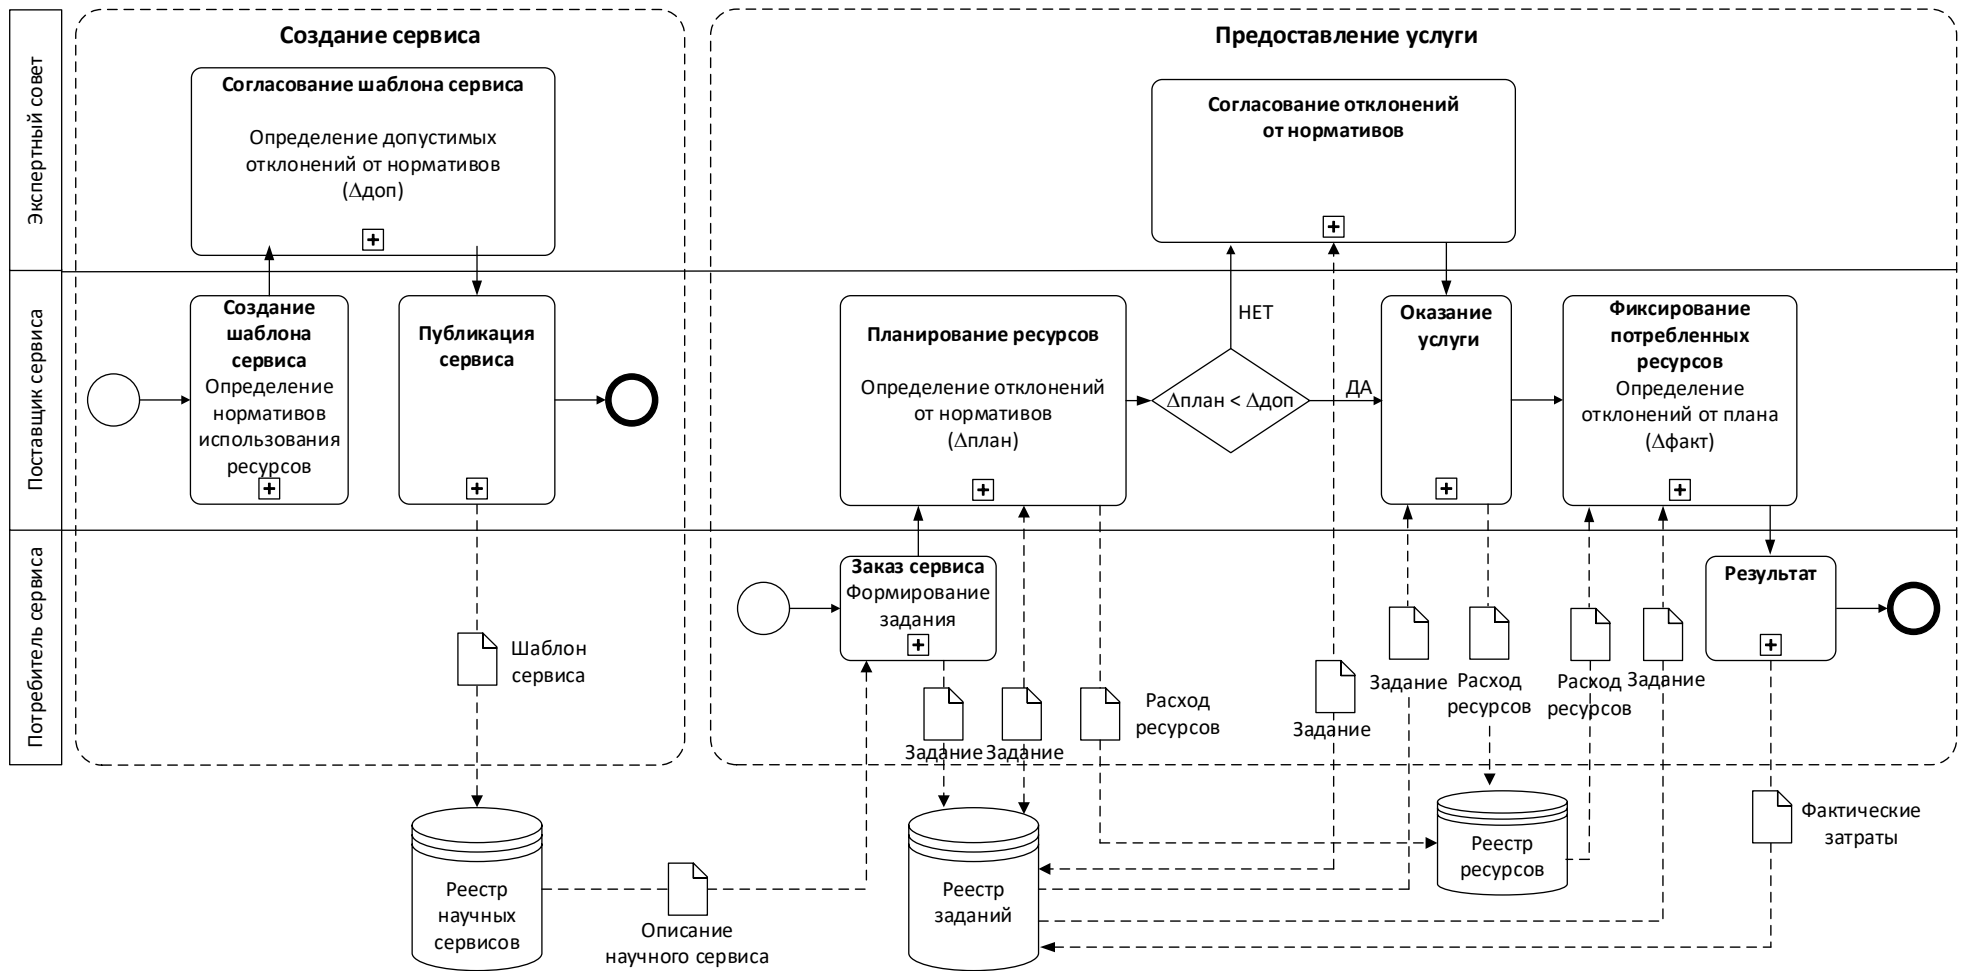 Создание сервиса
Предоставление услуги
Экспертный совет
Согласование шаблона сервиса
Определение допустимых
отклонений от нормативов
(Δдоп)
Согласование отклонений
от нормативов
Поставщик сервиса
Создание
шаблона
сервиса
Определение
нормативов
использования
ресурсов
Публикация
сервиса
Планирование ресурсов
Определение отклонений
от нормативов
(Δплан)
НЕТ
Δплан < Δдоп
ДА
Оказание
услуги
Фиксирование
потребленных
ресурсов
Определение
отклонений от плана
(Δфакт)
Потребитель сервиса
Шаблон
сервиса
Заказ сервиса
Формирование
задания
Результат
Задание
Задание
Расход
ресурсов
Задание
Задание
Расход
ресурсов
Расход
ресурсов
Задание
Реестр
научных
сервисов
Описание
научного сервиса
Реестр
заданий
Реестр
ресурсов
Фактические
затраты